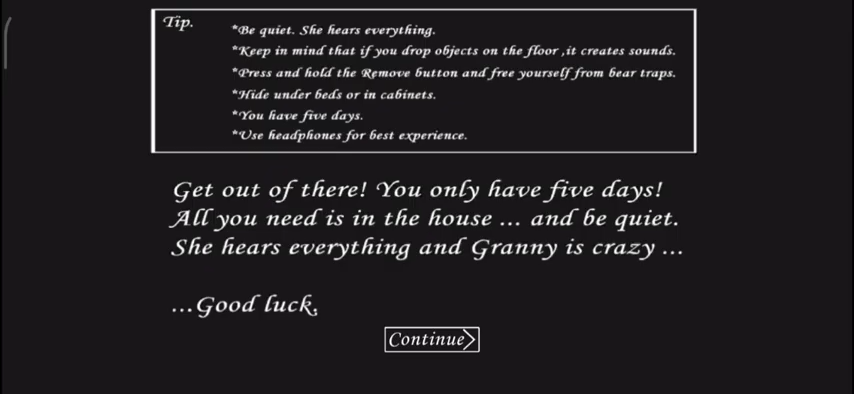 Tip.
*Be quiet. She hears everything.
*Keep in mind that if you drop objects on the floor ,it creates sounds.
*Press and hold the Remove button and free yourself from bear traps.
*Hide under beds or in cabinets.
*You have five days.
*Use headphones for best experience.
Get out of there! You only have five days!
All you need is in the house ... and be quiet.
She hears everything and Granny is crazy ...
...Good luck.
Continue>